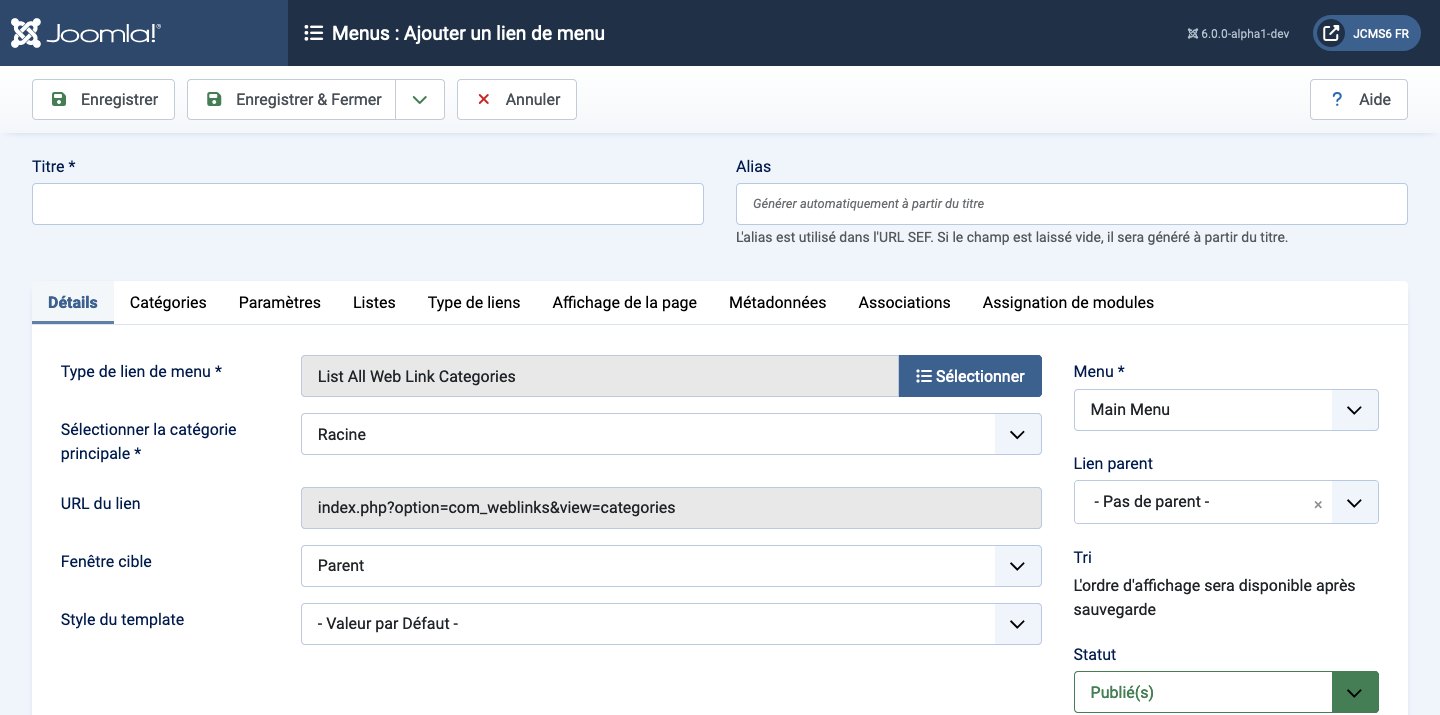 Joomla!®
Menus : Ajouter un lien de menu
6.0.0-alpha1-dev
JCMS6 FR
Enregistrer
Enregistrer & Fermer
Annuler
? Aide
Titre *
Alias
Générer automatiquement à partir du titre
L'alias est utilisé dans l'URL SEF. Si le champ est laissé vide, il sera généré à partir du titre.
Détails Catégories Paramètres Listes Type de liens Affichage de la page Métadonnées Associations Assignation de modules
Type de lien de menu *
List All Web Link Categories
Sélectionner
Sélectionner la catégorie
principale *
Racine
URL du lien
index.php?option=com_weblinks&view=categories
Fenêtre cible
Parent
Style du template
- Valeur par Défaut -
Menu *
Main Menu
Lien parent
- Pas de parent - ×
Tri
L'ordre d'affichage sera disponible après
sauvegarde
Statut
Publié(s)